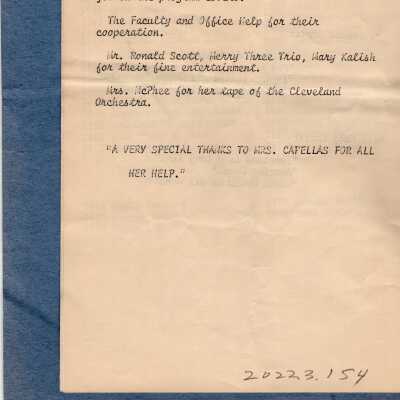 The Faculty and Office Help for their
cooperation.
Mr. Ronald Scott, Merry Three Trio, Mary Kalish
for their fine entertainment.
Mrs. McPhee for her tape of the Cleveland
Orchestra.
"A VERY SPECIAL THANKS TO MRS. CAPELLAS FOR ALL
HER HELP."
20223.154